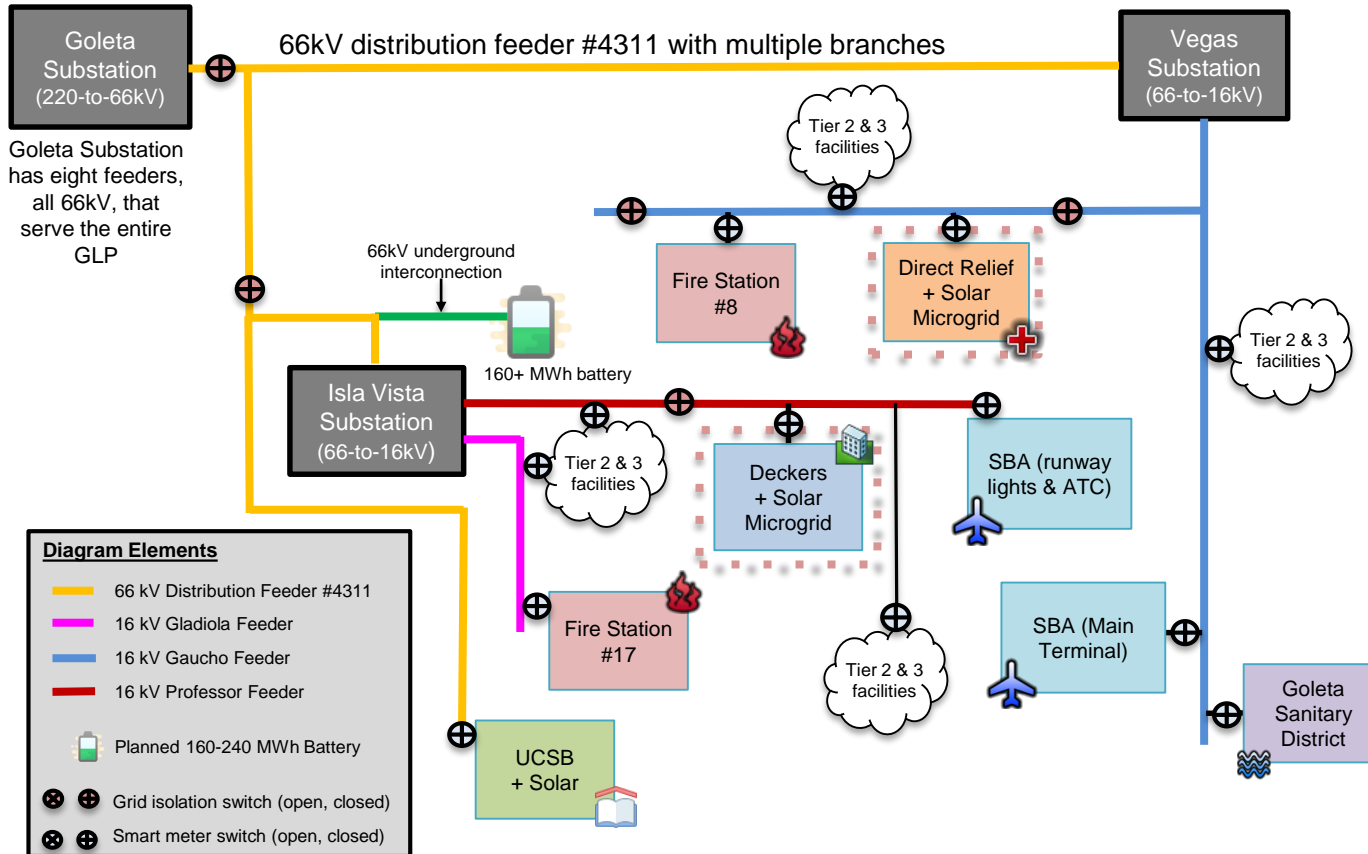 Goleta
Substation
(220-to-66kV)
66kV distribution feeder #4311 with multiple branches
Vegas
Substation
(66-to-16kV)
Goleta Substation
has eight feeders,
all 66kV, that
serve the entire
GLP
Tier 2 & 3
facilities
66kV underground
interconnection
Fire Station
#8
Direct Relief
+ Solar
Microgrid
Tier 2 & 3
facilities
160+ MWh battery
Isla Vista
Substation
(66-to-16kV)
Tier 2 & 3
facilities
Deckers
+ Solar
Microgrid
SBA (runway
lights & ATC)
Fire Station
#17
Tier 2 & 3
facilities
SBA (Main
Terminal)
Goleta
Sanitary
District
UCSB
+ Solar
Diagram Elements
66 kV Distribution Feeder #4311
16 kV Gladiola Feeder
16 kV Gaucho Feeder
16 kV Professor Feeder
Planned 160-240 MWh Battery
Grid isolation switch (open, closed)
Smart meter switch (open, closed)